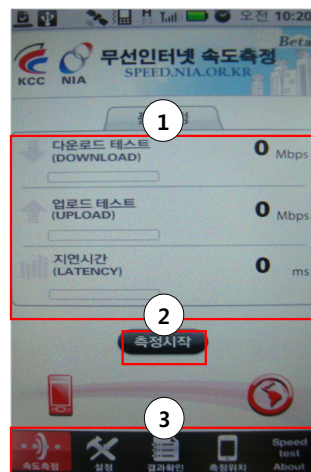 H
오전 10:20
Beta
KCC NIA
무선인터넷 속도측정
SPEED.NIA.OR.KR
1
다운로드 테스트
(DOWNLOAD)
0 Mbps
업로드 테스트
(UPLOAD)
0 Mbps
지연시간
(LATENCY)
0 ms
2
측정시작
3
속도측정
설정
결과확인
측정위치
Speed
test
About